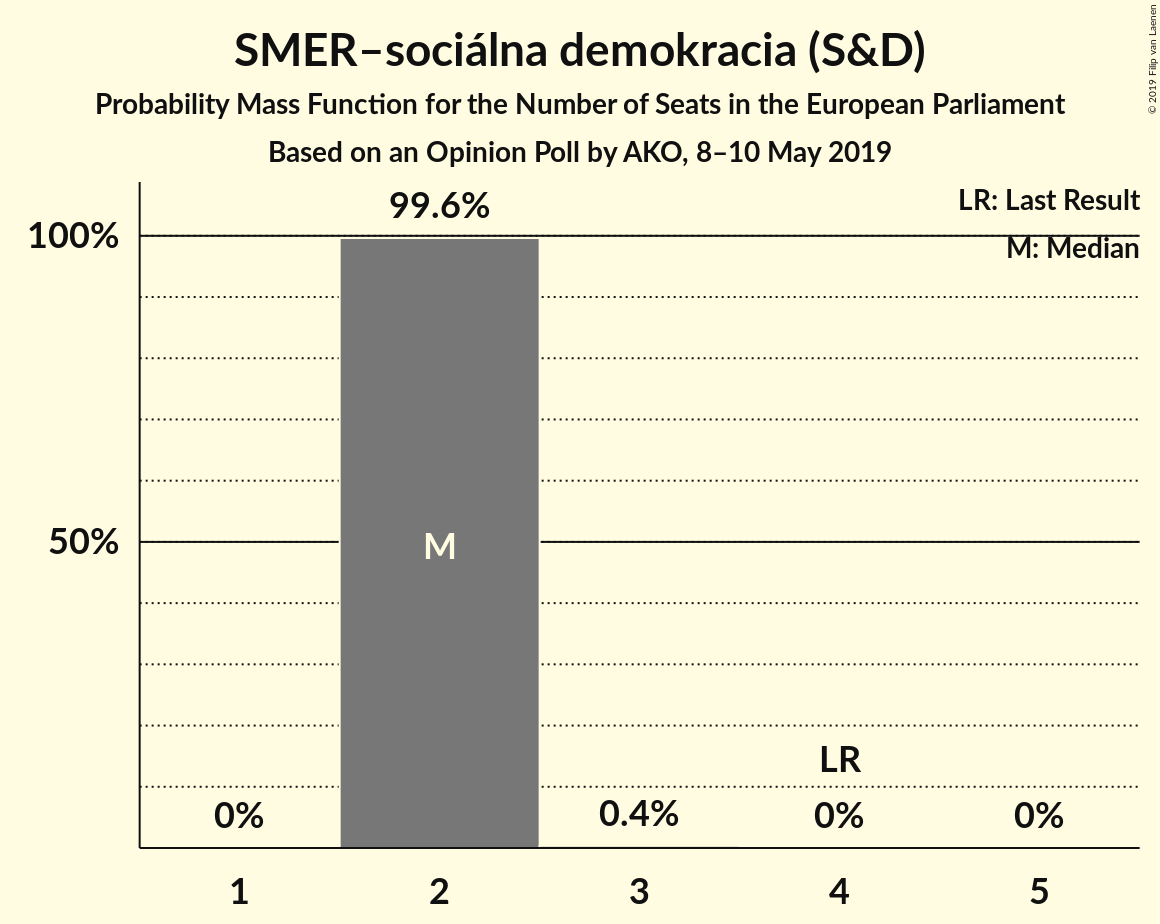 SMER–sociálna demokracia (S&D)
Probability Mass Function for the Number of Seats in the European Parliament
Based on an Opinion Poll by AKO, 8–10 May 2019
© 2019 Filip van Laenen
LR: Last Result
M: Median
99.6%
100%
50%
M
LR
0%
0.4%
0%
0%
1
2
3
4
5